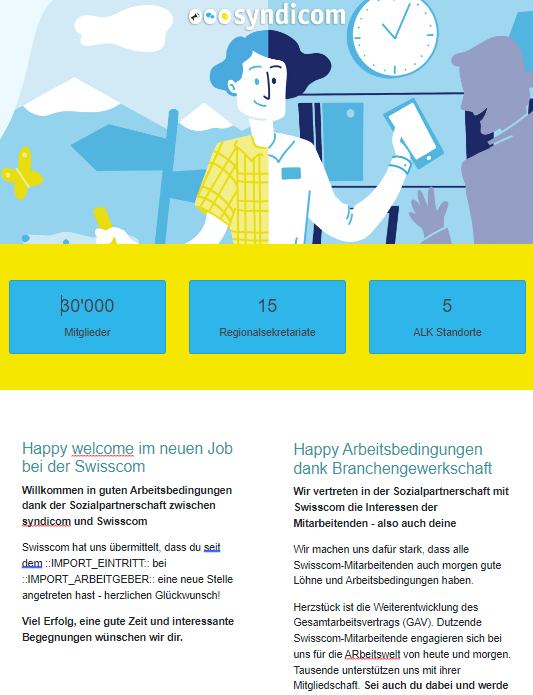 syndicom
30'000
Mitglieder
15
Regionalsekretariate
5
ALK Standorte
Happy welcome im neuen Job
bei der Swisscom
Willkommen in guten Arbeitsbedingungen
dank der Sozialpartnerschaft zwischen
syndicom und Swisscom
Swisscom hat uns übermittelt, dass du seit
dem ::IMPORT_EINTRITT:: bei
::IMPORT_ARBEITGEBER:: eine neue Stelle
angetreten hast - herzlichen Glückwunsch!
Viel Erfolg, eine gute Zeit und interessante
Begegnungen wünschen wir dir.
Happy Arbeitsbedingungen
dank Branchengewerkschaft
Wir vertreten in der Sozialpartnerschaft mit
Swisscom die Interessen der
Mitarbeitenden - also auch deine
Wir machen uns dafür stark, dass alle
Swisscom-Mitarbeitenden auch morgen gute
Löhne und Arbeitsbedingungen haben.
Herzstück ist die Weiterentwicklung des
Gesamtarbeitsvertrags (GAV). Dutzende
Swisscom-Mitarbeitende engagieren sich bei
uns für die ARbeitswelt von heute und morgen.
Tausende unterstützen uns mit ihrer
Mitgliedschaft. Sei auch du dabei und werde